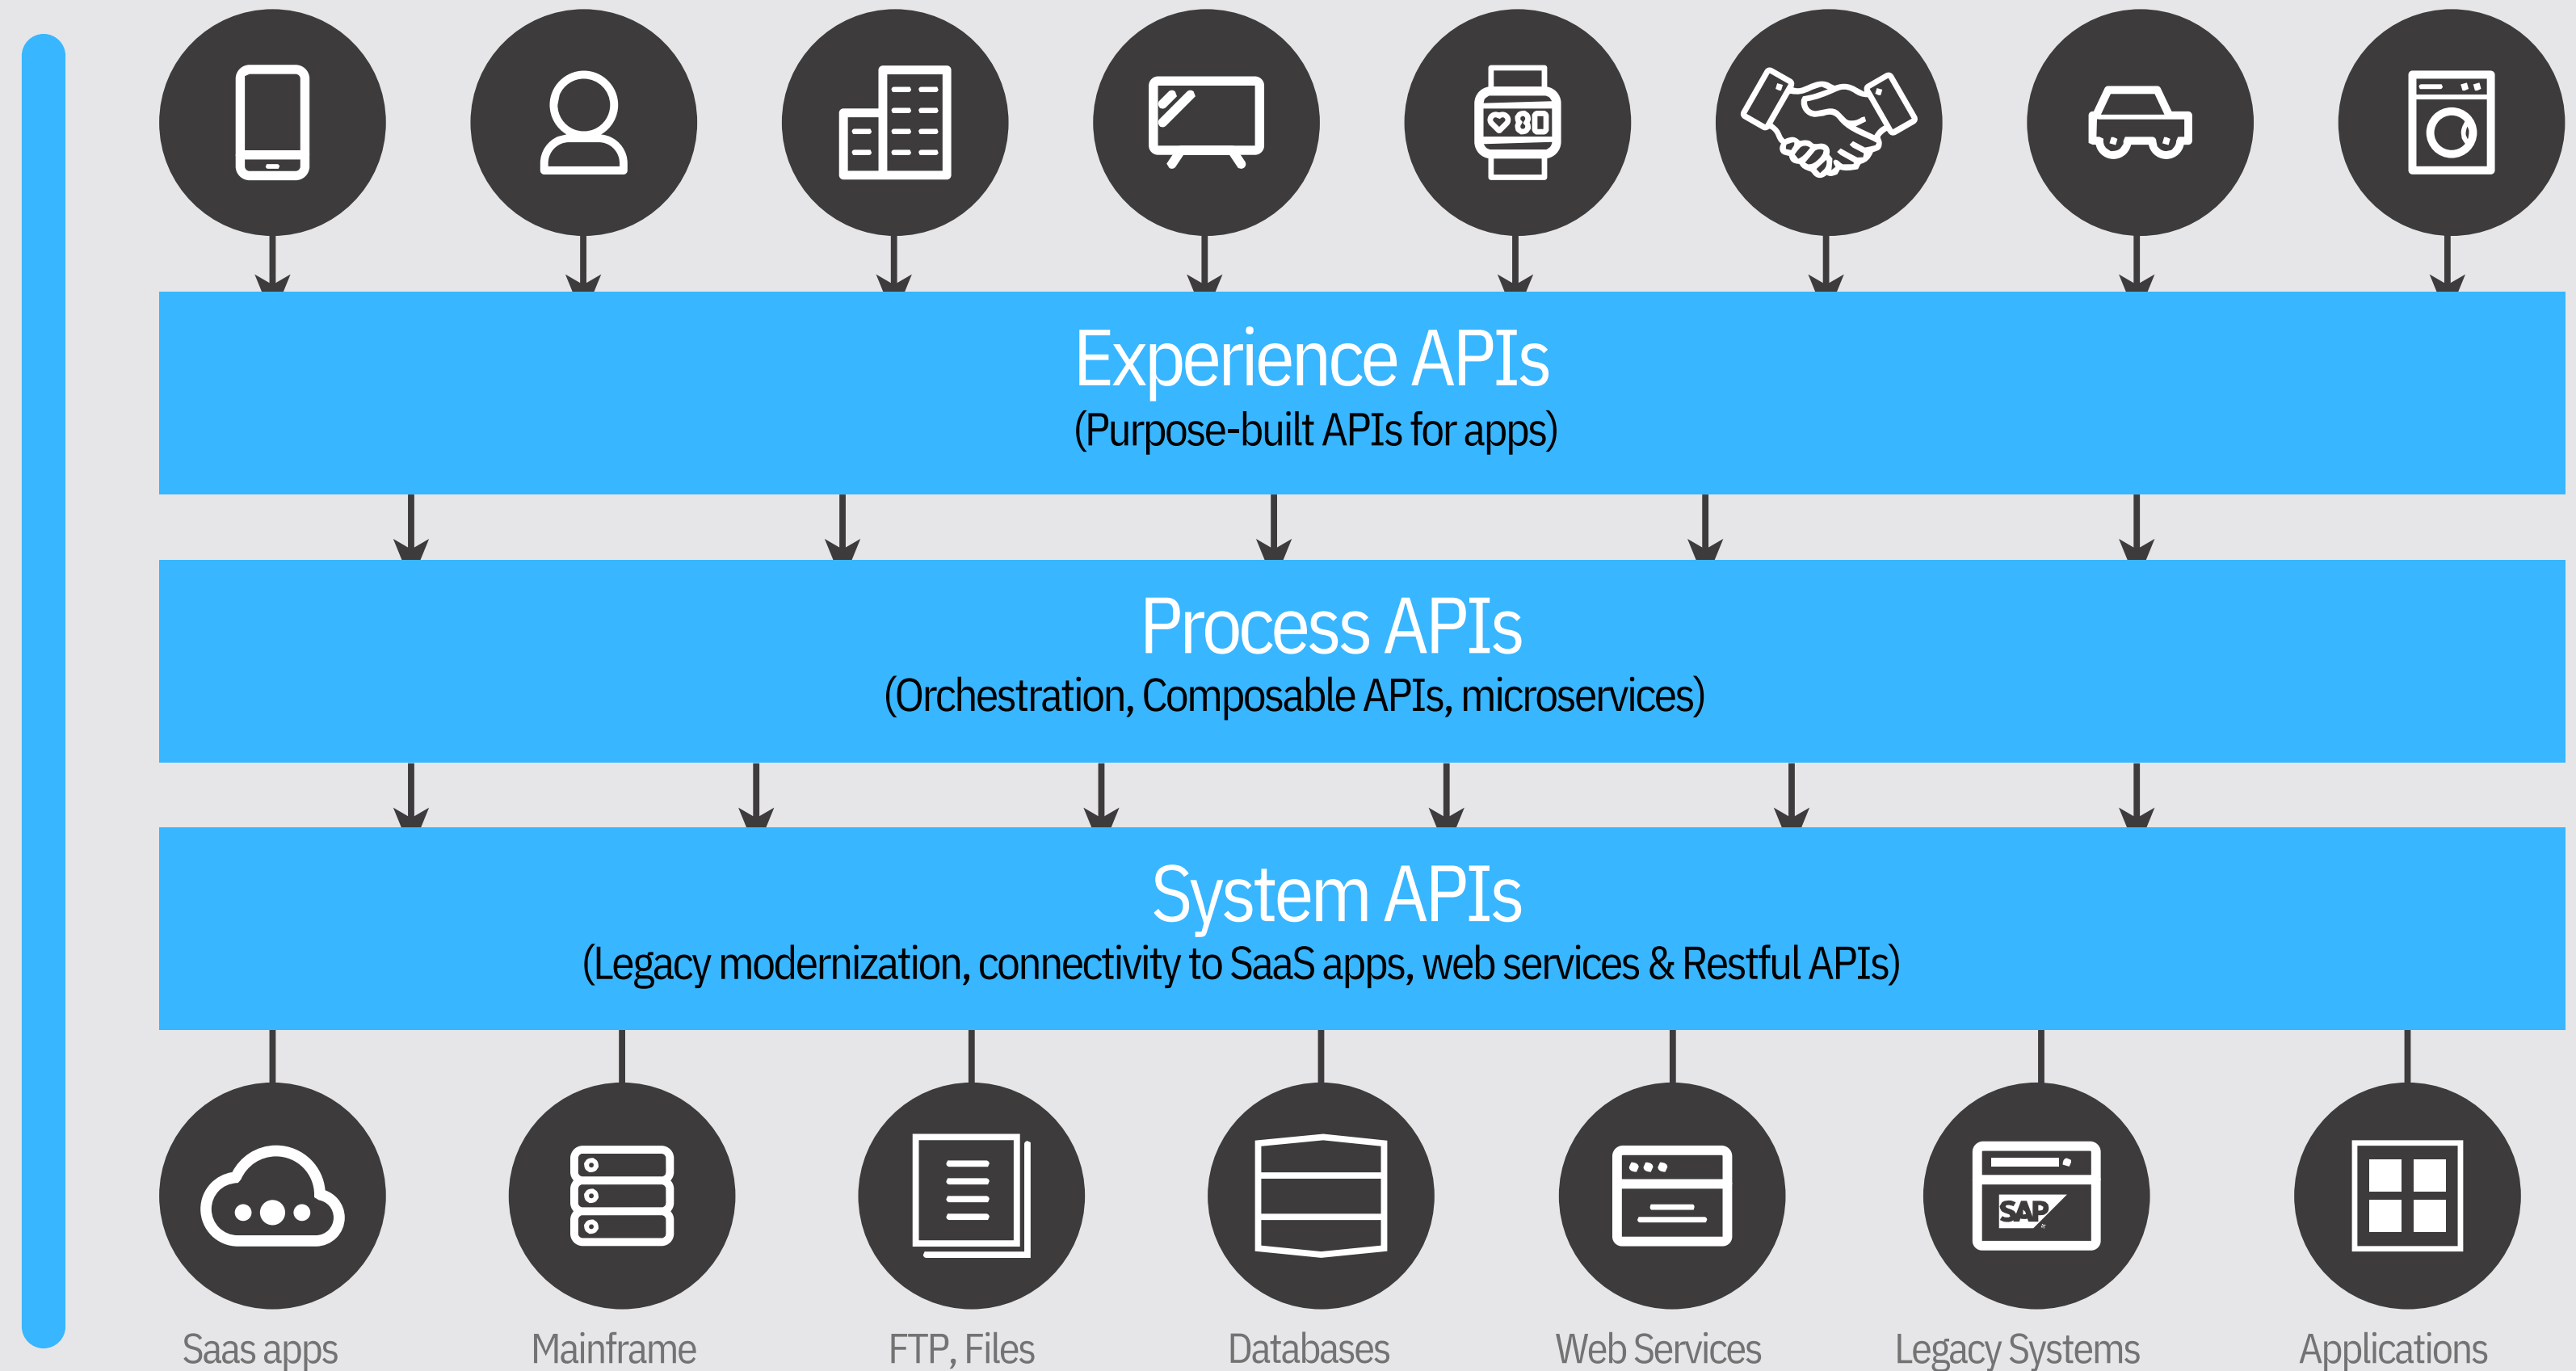 80
Experience APIs
(Purpose-built APIs for apps)
Process APIs
(Orchestration, Composable APIs, microservices)
System APIs
(Legacy modernization, connectivity to SaaS apps, web services & Restful APIs)
SAP
Saas apps
Mainframe
FTP, Files
Databases
Web Services
Legacy Systems
Applications